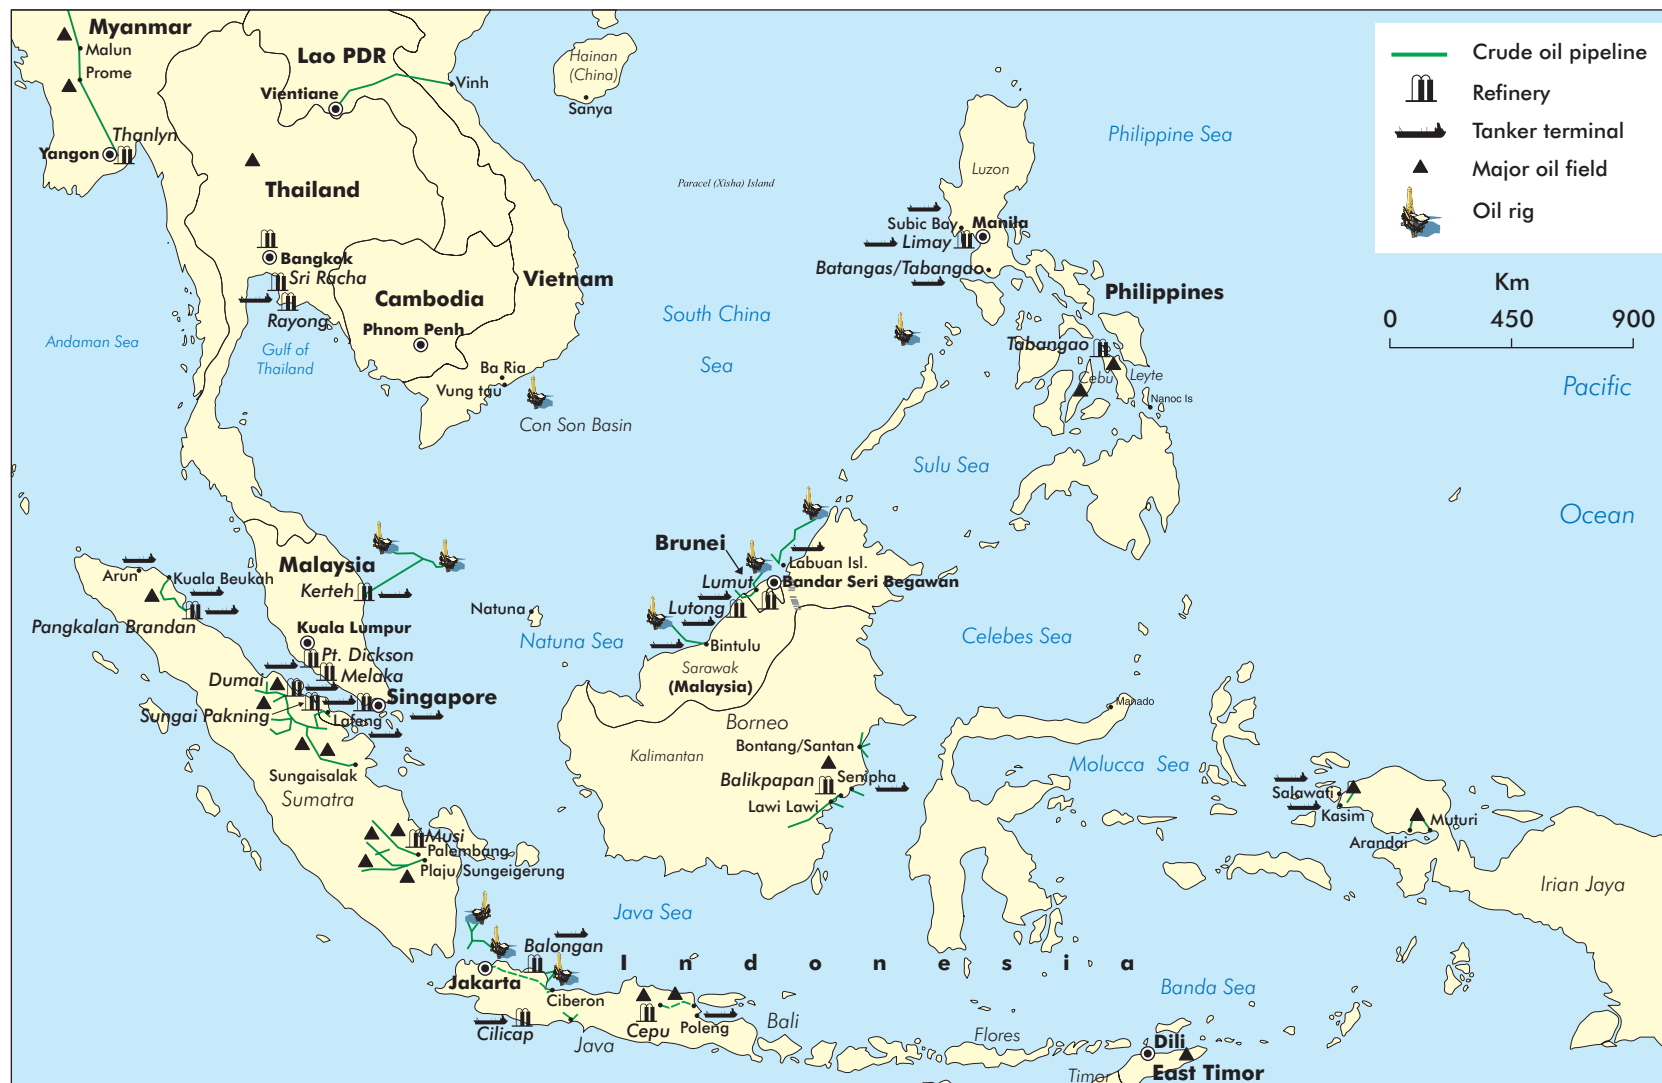 Myanmar
Malun
Prome
Thanlyn
Yangon
Lao PDR
Vientiane
Vinh
Hainan
(China)
Sanya
Thailand
Bangkok
Sri Racha
Rayong
Cambodia
Phnom Penh
Vietnam
Ba Ria
Vung tau
Con Son Basin
Andaman Sea
Gulf of
Thailand
Paracel (Xisha) Island
South China
Sea
Philippine Sea
Luzon
Subic Bay
Manila
Limay
Batangas/Tabangao
Philippines
Tabangao
Cebu
Leyte
Nanoc Is
Crude oil pipeline
Refinery
Tanker terminal
Major oil field
Oil rig
Km
0
450
900
Pacific
Ocean
Sulu Sea
Brunei
Labuan Isl.
Lumut
Bandar Seri Begawan
Lutong
Bintulu
Sarawak
(Malaysia)
Malaysia
Kerteh
Arun
Kuala Beukah
Pangkalan Brandan
Kuala Lumpur
Pt. Dickson
Melaka
Dumai
Singapore
Sungai Pakning
Lafeng
Sungaisalak
Sumatra
Natuna
Natuna Sea
Celebes Sea
Borneo
Kalimantan
Bontang/Santan
Balikpapan
Senipha
Lawi Lawi
Manado
Molucca Sea
Salawati
Kasim
Muturi
Arandai
Irian Jaya
Musi
Palembang
Plaju/Sungeigerung
Java Sea
Balongan
Indonesia
Jakarta
Ciberon
Cilicap
Java
Cepu
Poleng
Bali
Flores
Banda Sea
Dili
Timor
East Timor